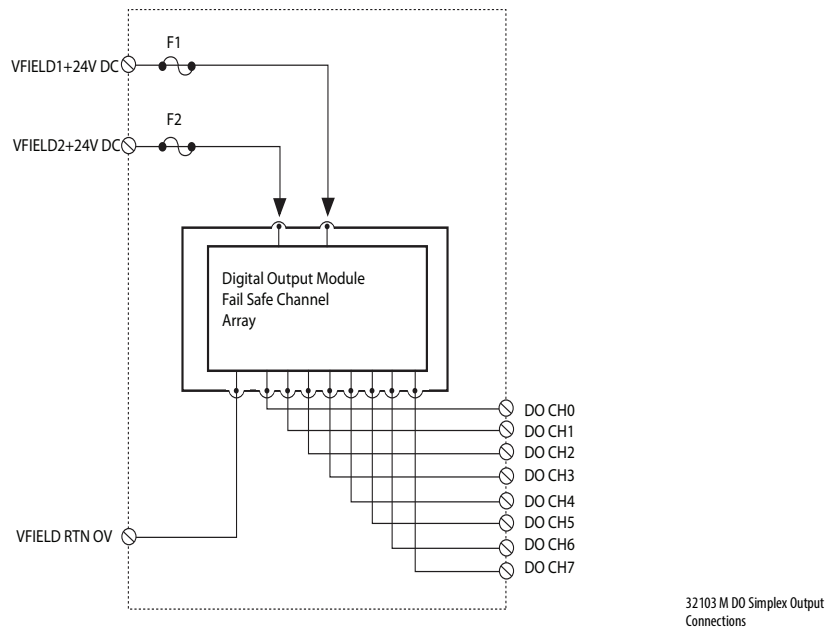 F1
VFIELD1+24V DC
F2
VFIELD2+24V DC
Digital Output Module
Fail Safe Channel
Array
DO CH0
DO CH1
DO CH2
DO CH3
DO CH4
DO CH5
DO CH6
DO CH7
VFIELD RTN OV
32103 M DO Simplex Output
Connections